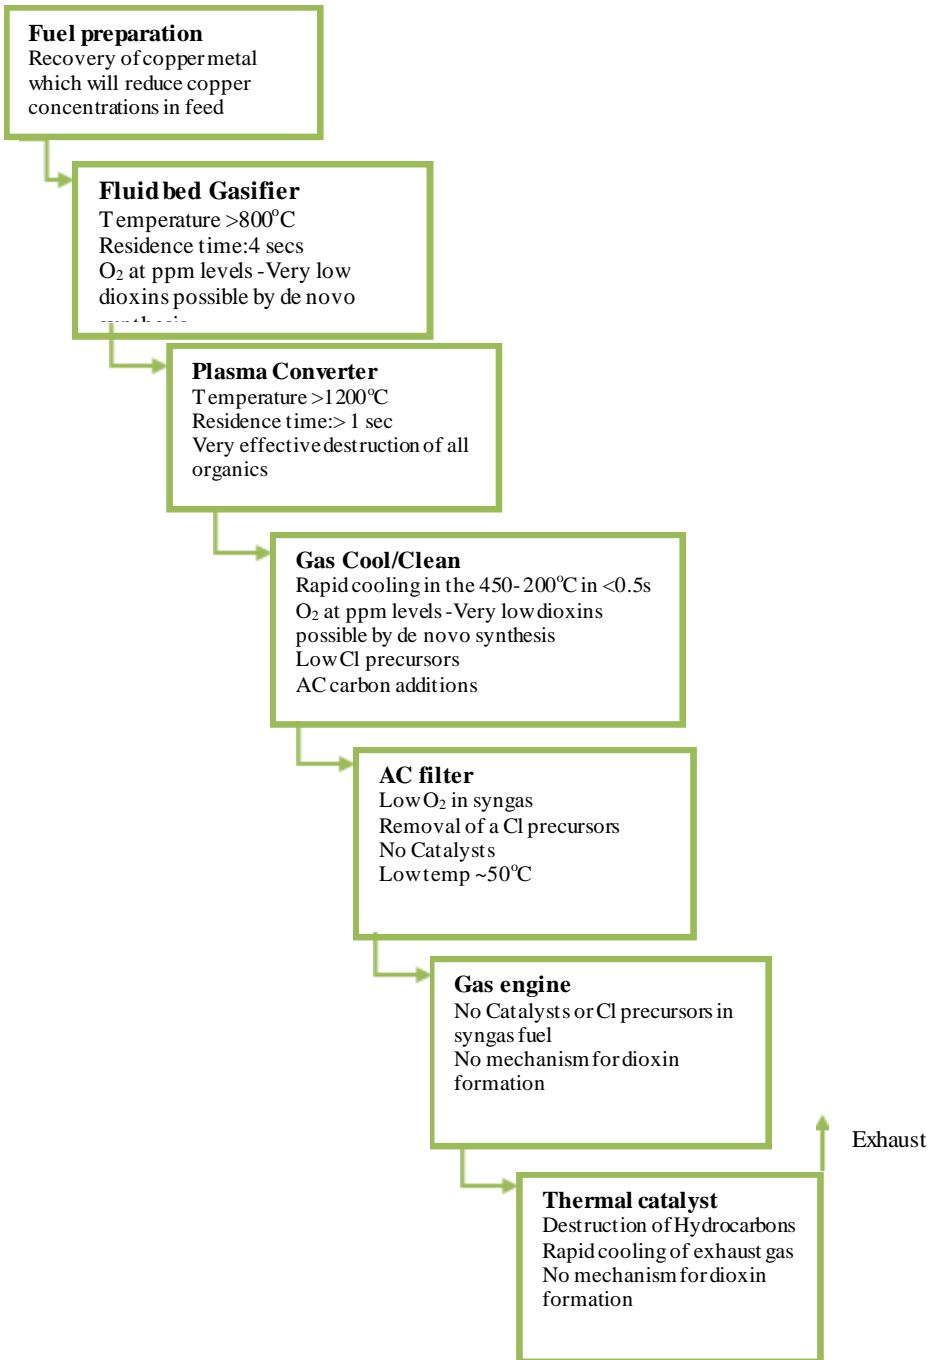 Fuel preparation
Recovery of copper metal
which will reduce copper
concentrations in feed
Fluid bed Gasifier
Temperature >800°C
Residence time:4 secs
O₂ at ppm levels -Very low
dioxins possible by de novo
Plasma Converter
Temperature >1200°C
Residence time:> 1 sec
Very effective destruction of all
organics
Gas Cool/Clean
Rapid cooling in the 450-200°C in <0.5s
O₂ at ppm levels -Very low dioxins
possible by de novo synthesis
Low Cl precursors
AC carbon additions
AC filter
Low O₂ in syngas
Removal of a Cl precursors
No Catalysts
Low temp ~50°C
Gas engine
No Catalysts or Cl precursors in
syngas fuel
No mechanism for dioxin
formation
Exhaust
Thermal catalyst
Destruction of Hydrocarbons
Rapid cooling of exhaust gas
No mechanism for dioxin
formation